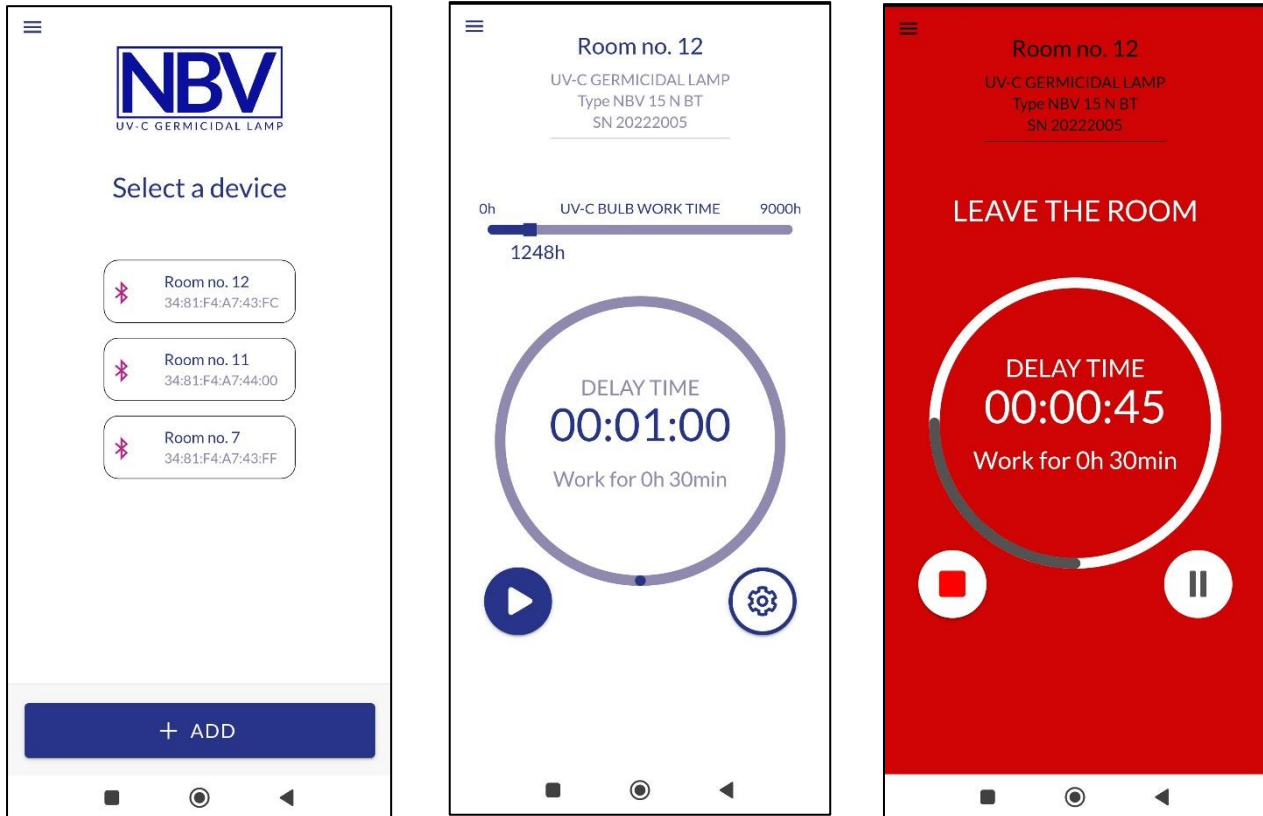 NBV
UV-C GERMICIDAL LAMP
Select a device
Room no. 12
34:81:F4:A7:43:FC
Room no. 11
34:81:F4:A7:44:00
Room no. 7
34:81:F4:A7:43:FF
+ ADD
Room no. 12
UV-C GERMICIDAL LAMP
Type NBV 15 N BT
SN 20222005
0h UV-C BULB WORK TIME 9000h
1248h
DELAY TIME
00:01:00
Work for 0h 30min
Room no. 12
UV-C GERMICIDAL LAMP
Type NBV 15 N BT
SN 20222005
LEAVE THE ROOM
DELAY TIME
00:00:45
Work for 0h 30min